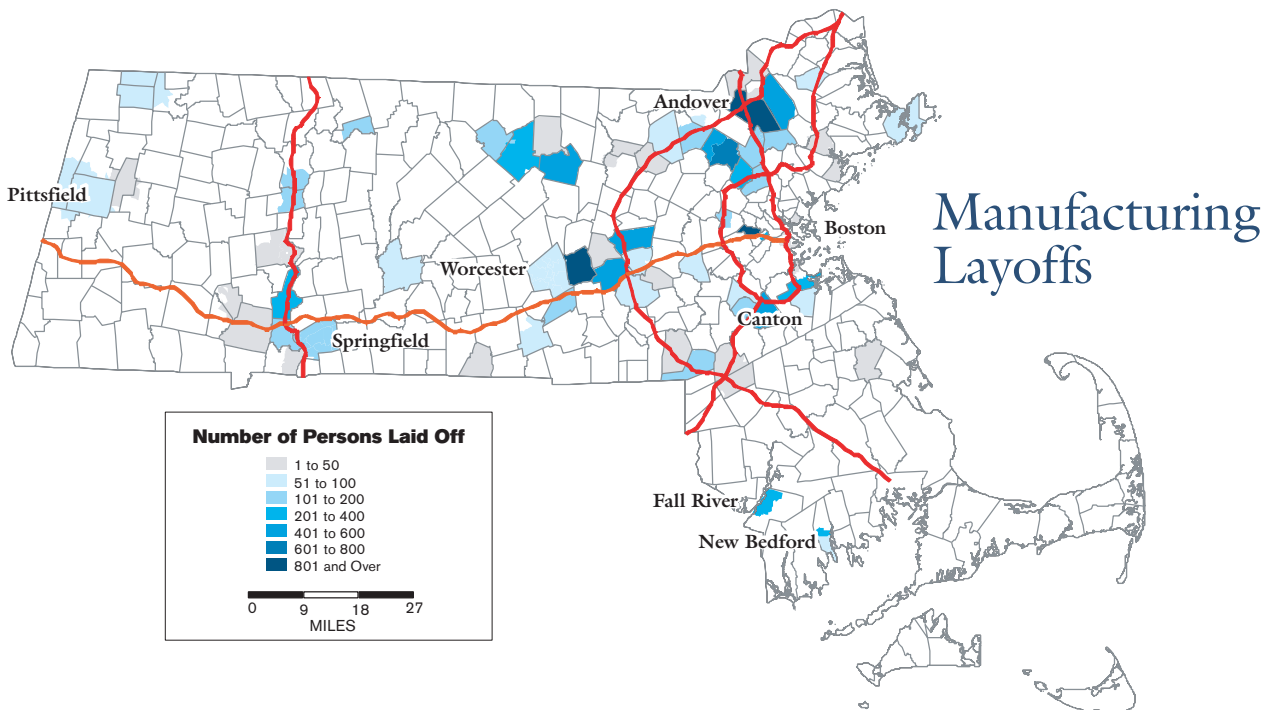 Manufacturing
Layoffs
Andover
Pittsfield
Boston
Worcester
Canton
Springfield
Fall River
New Bedford
Number of Persons Laid Off
1 to 50
51 to 100
101 to 200
201 to 400
401 to 600
601 to 800
801 and Over
0 9 18 27
MILES